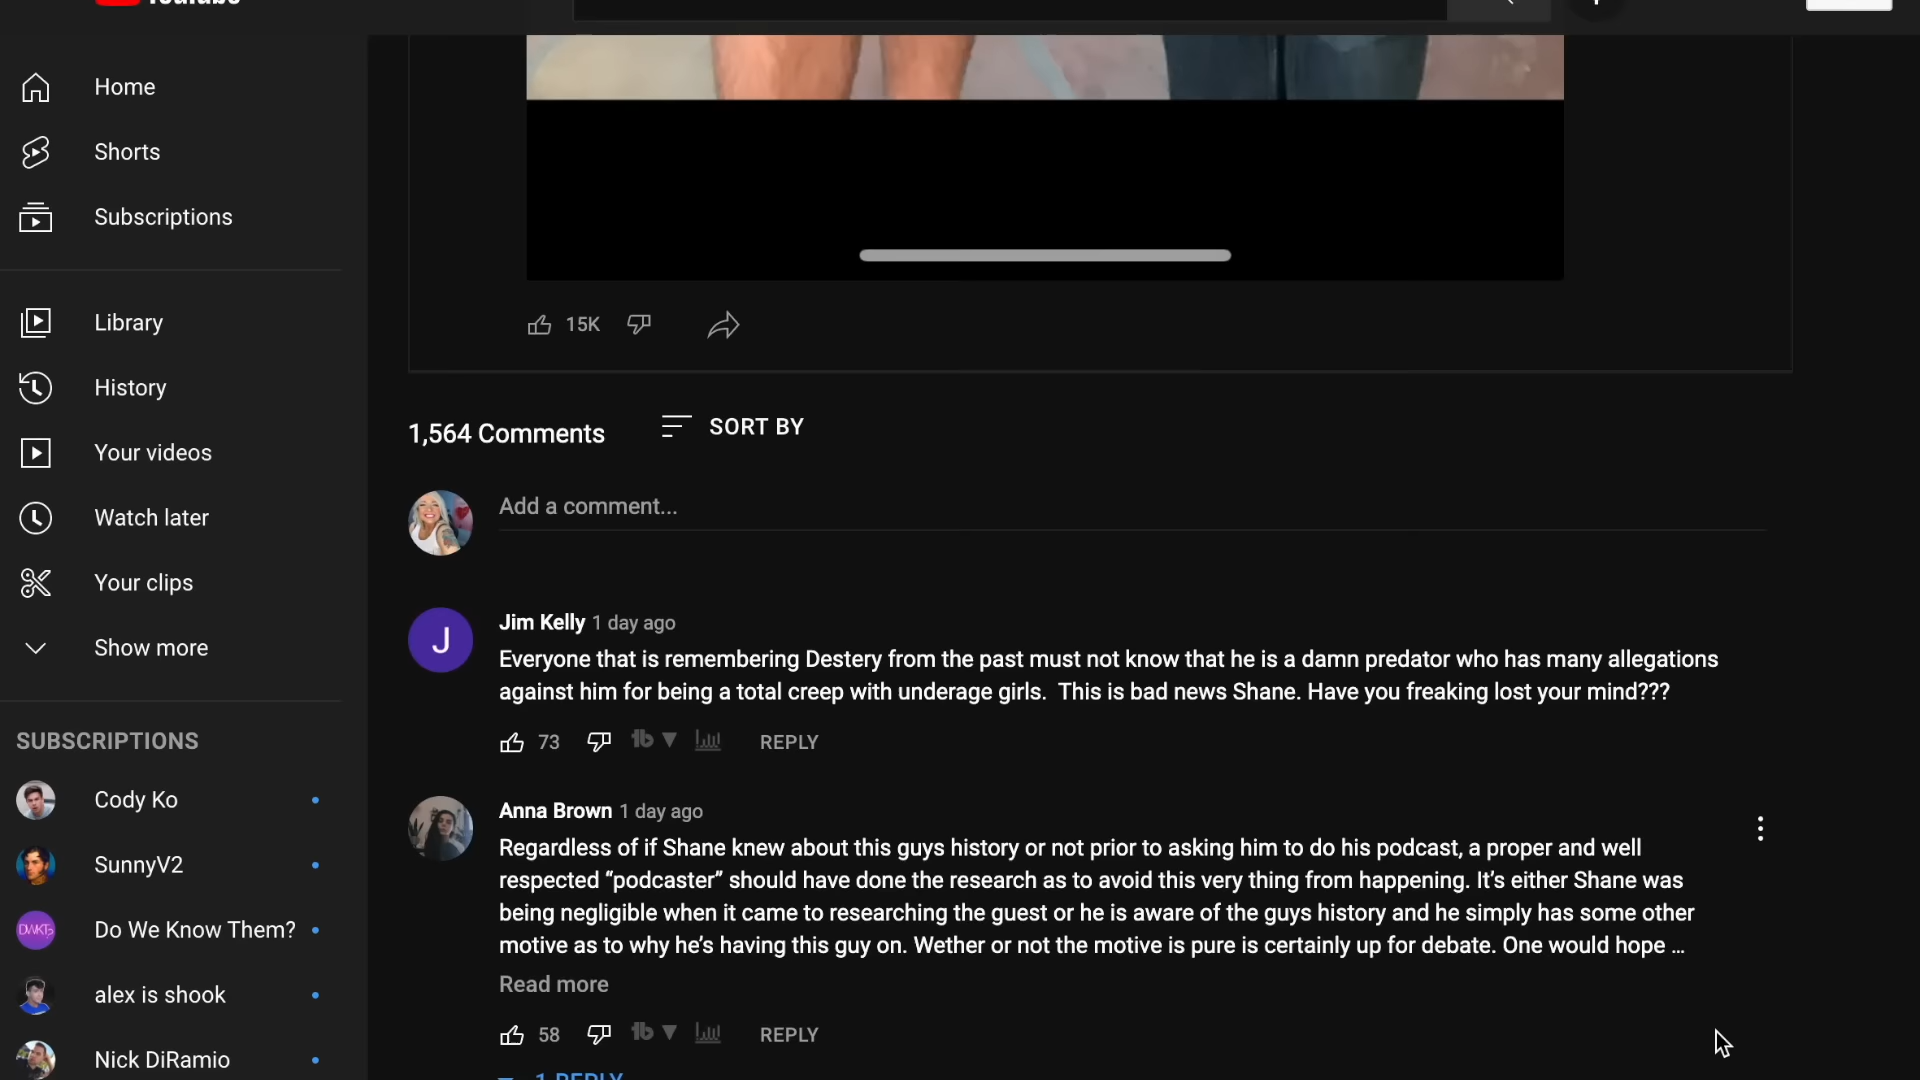 YouTube
Home
Shorts
Subscriptions
Library
History
Your videos
Watch later
Your clips
Show more
SUBSCRIPTIONS
Cody Ko
SunnyV2
DWKT?
Do We Know Them?
alex is shook
Nick DiRamio
15K
1,564 Comments
SORT BY
Add a comment...
J
Jim Kelly 1 day ago
Everyone that is remembering Destery from the past must not know that he is a damn predator who has many allegations
against him for being a total creep with underage girls. This is bad news Shane. Have you freaking lost your mind???
73
REPLY
Anna Brown 1 day ago
Regardless of if Shane knew about this guys history or not prior to asking him to do his podcast, a proper and well
respected “podcaster” should have done the research as to avoid this very thing from happening. It’s either Shane was
being negligible when it came to researching the guest or he is aware of the guys history and he simply has some other
motive as to why he’s having this guy on. Wether or not the motive is pure is certainly up for debate. One would hope ...
Read more
58
REPLY
1 REPLY